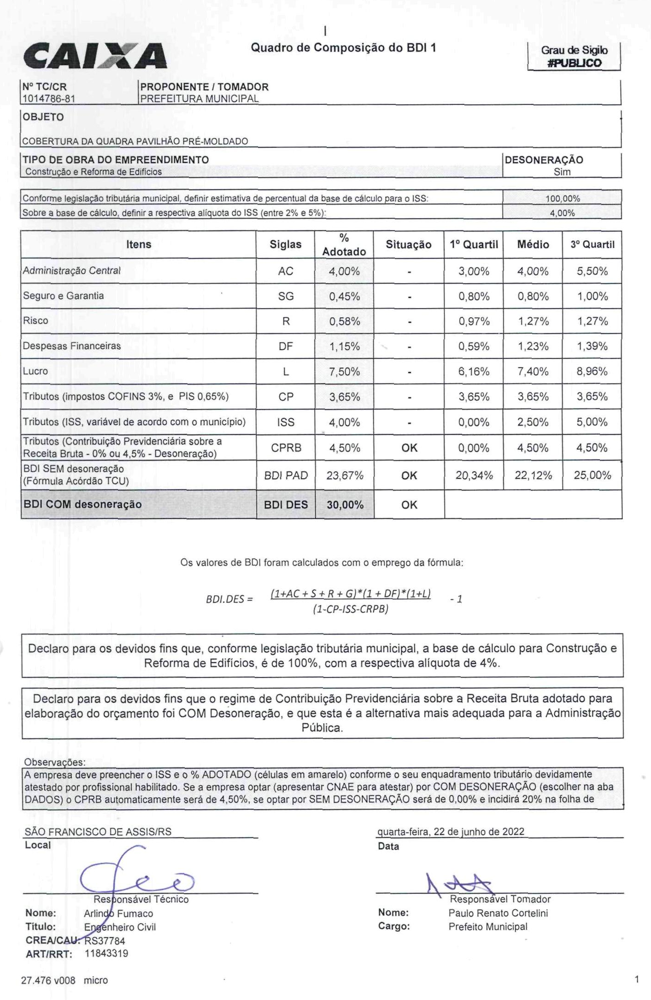 Quadro de Composição do BDI 1
CAIXA
Grau de Sigilo
#PUBLICO
Nº TC/CR PROPONENTE / TOMADOR
1014786-81 PREFEITURA MUNICIPAL
OBJETO
COBERTURA DA QUADRA PAVILHÃO PRÉ-MOLDADO
TIPO DE OBRA DO EMPREENDIMENTO DESONERAÇÃO
Construção e Reforma de Edifícios Sim
Conforme legislação tributária municipal, definir estimativa de percentual da base de cálculo para o ISS: 100,00%
Sobre a base de cálculo, definir a respectiva alíquota do ISS (entre 2% e 5%): 4,00%
Itens Siglas % Adotado Situação 1º Quartil Médio 3º Quartil
Administração Central AC 4,00% - 3,00% 4,00% 5,50%
Seguro e Garantia SG 0,45% - 0,80% 0,80% 1,00%
Risco R 0,58% - 0,97% 1,27% 1,27%
Despesas Financeiras DF 1,15% - 0,59% 1,23% 1,39%
Lucro L 7,50% - 6,16% 7,40% 8,96%
Tributos (impostos COFINS 3%, e PIS 0,65%) CP 3,65% - 3,65% 3,65% 3,65%
Tributos (ISS, variável de acordo com o município) ISS 4,00% - 0,00% 2,50% 5,00%
Tributos (Contribuição Previdenciária sobre a
Receita Bruta - 0% ou 4,5% - Desoneração) CPRB 4,50% OK 0,00% 4,50% 4,50%
BDI SEM desoneração
(Fórmula Acórdão TCU) BDI PAD 23,67% OK 20,34% 22,12% 25,00%
BDI COM desoneração BDI DES 30,00% OK
Os valores de BDI foram calculados com o emprego da fórmula:
BDI.DES = (1+AC + S + R + G)*(1 + DF)*(1+L) - 1
(1-CP-ISS-CRPB)
Declaro para os devidos fins que, conforme legislação tributária municipal, a base de cálculo para Construção e
Reforma de Edifícios, é de 100%, com a respectiva alíquota de 4%.
Declaro para os devidos fins que o regime de Contribuição Previdenciária sobre a Receita Bruta adotado para
elaboração do orçamento foi COM Desoneração, e que esta é a alternativa mais adequada para a Administração
Pública.
Observações:
A empresa deve preencher o ISS e o % ADOTADO (células em amarelo) conforme o seu enquadramento tributário devidamente
atestado por profissional habilitado. Se a empresa optar (apresentar CNAE para atestar) por COM DESONERAÇÃO (escolher na aba
DADOS) o CPRB automaticamente será de 4,50%, se optar por SEM DESONERAÇÃO será de 0,00% e incidirá 20% na folha de
SÃO FRANCISCO DE ASSIS/RS quarta-feira, 22 de junho de 2022
Local Data
Responsável Técnico Responsável Tomador
Nome: Arlindo Fumaco Nome: Paulo Renato Cortelini
Título: Engenheiro Civil Cargo: Prefeito Municipal
CREA/CAU: RS37784
ART/RRT: 11843319
27.476 v008 micro 1